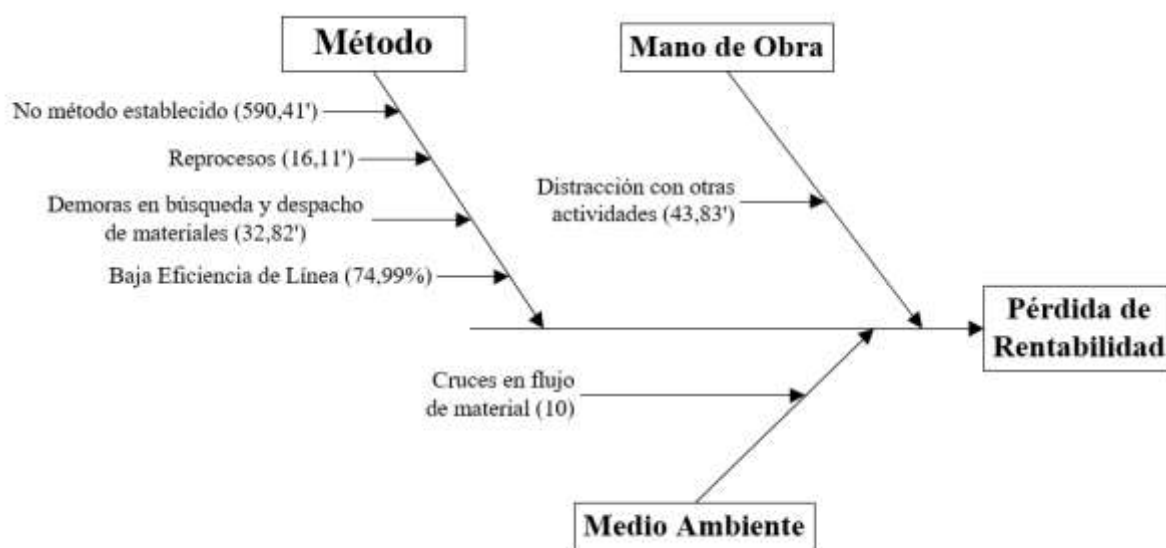 Método
No método establecido (590,41')
Reprocesos (16,11')
Demoras en búsqueda y despacho
de materiales (32,82')
Baja Eficiencia de Línea (74,99%)
Mano de Obra
Distracción con otras
actividades (43,83')
Pérdida de
Rentabilidad
Cruces en flujo
de material (10)
Medio Ambiente